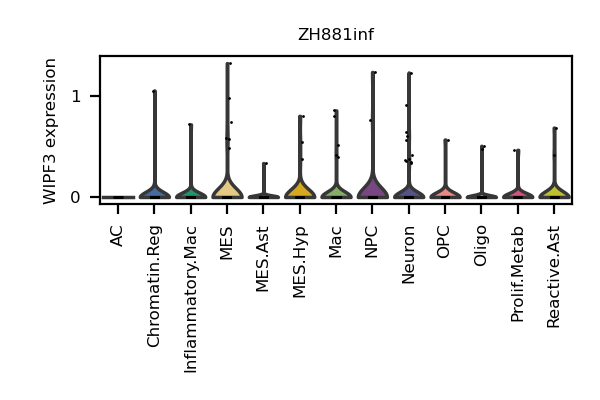 ZH881inf
WIPF3 expression
1
0
AC
Chromatin.Reg
Inflammatory.Mac
MES
MES.Ast
MES.Hyp
Mac
NPC
Neuron
OPC
Oligo
Prolif.Metab
Reactive.Ast